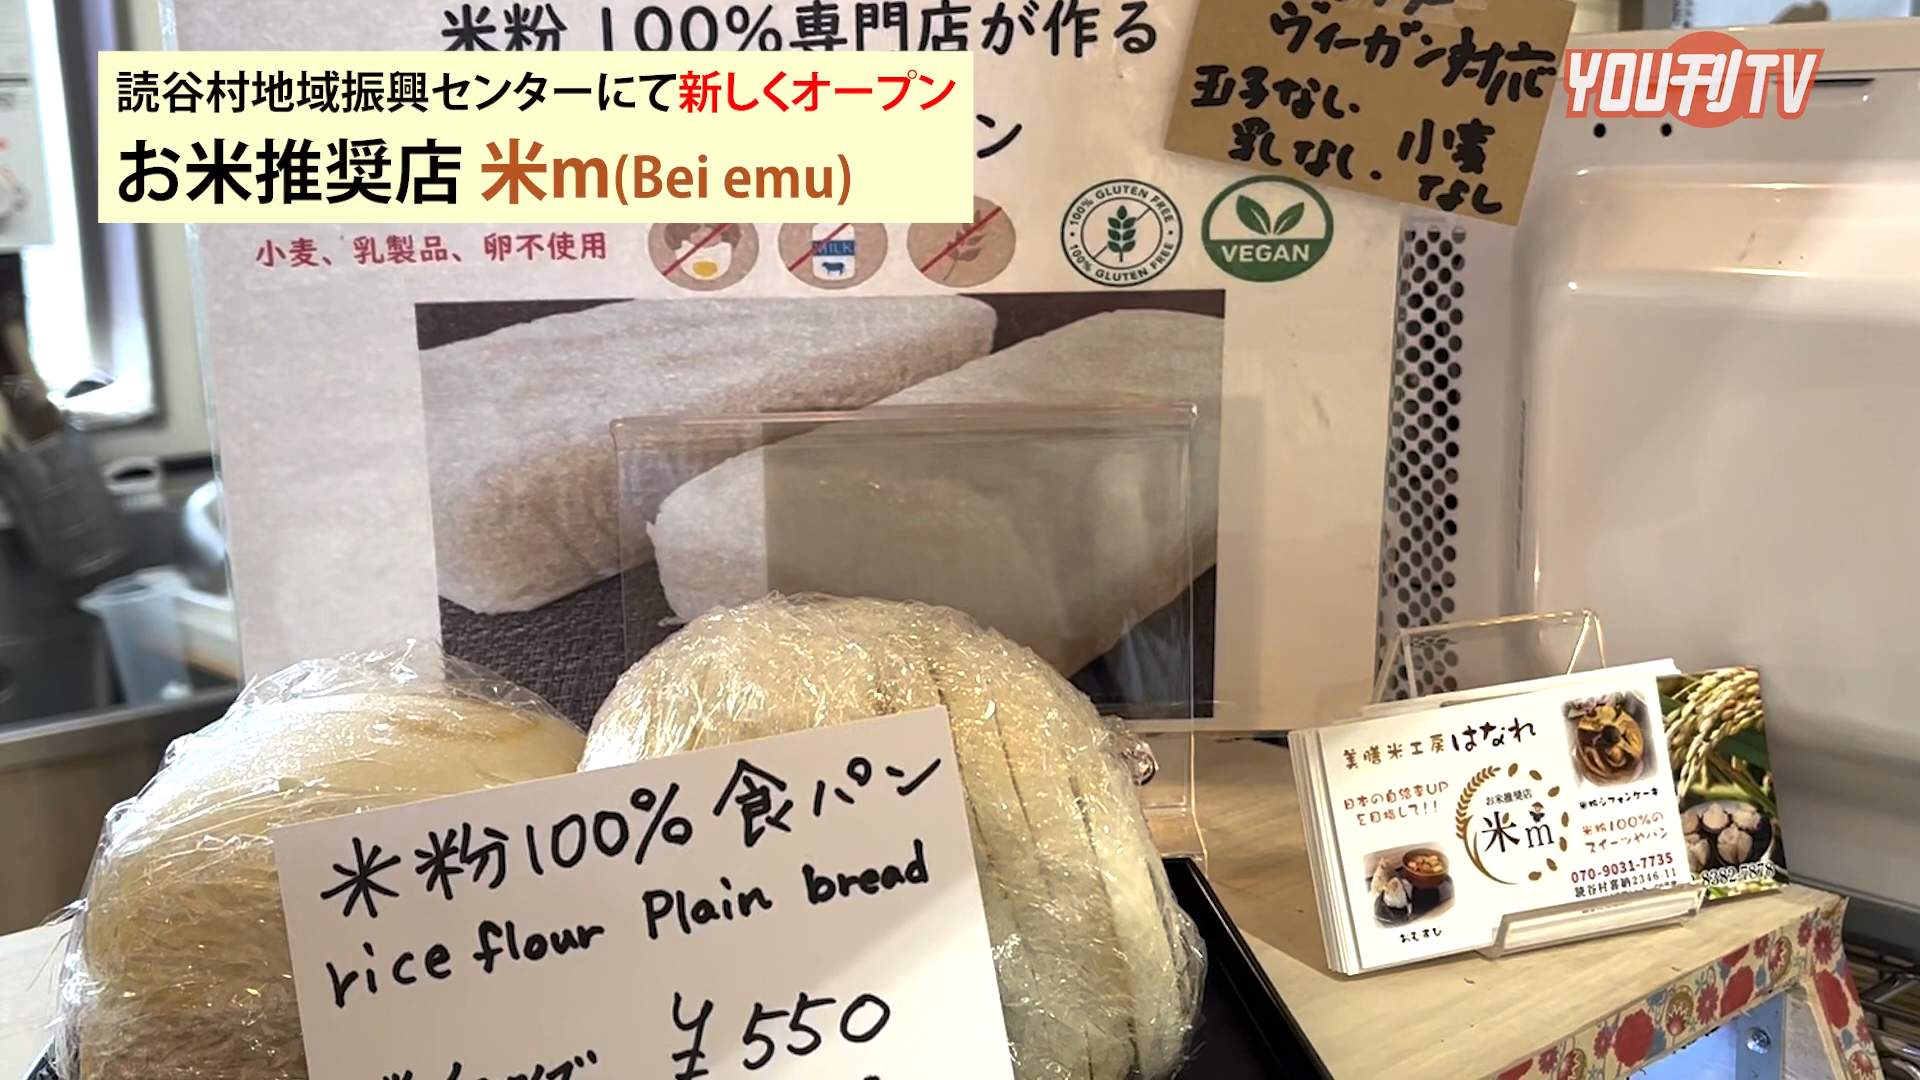 米粉 100%専門店が作る
読谷村地域振興センターにて新しくオープン
お米推奨店 米m(Bei emu)
ン
ヴィーガン対応
玉子なし.
乳なし. 小麦なし
YOU刊TV
小麦、乳製品、卵不使用
MILK
100% GLUTEN FREE
100% GLUTEN FREE
VEGAN
米粉100%食パン
rice flour Plain bread
¥550
美膳米工房はなれ
日本の自給率UP
を目指して!!
お米推奨店
米m
米粉シフォンケーキ
米粉100%の
スイーツやパン
070-9031-7735
読谷村喜納2346-11
おむすび
8382-7878